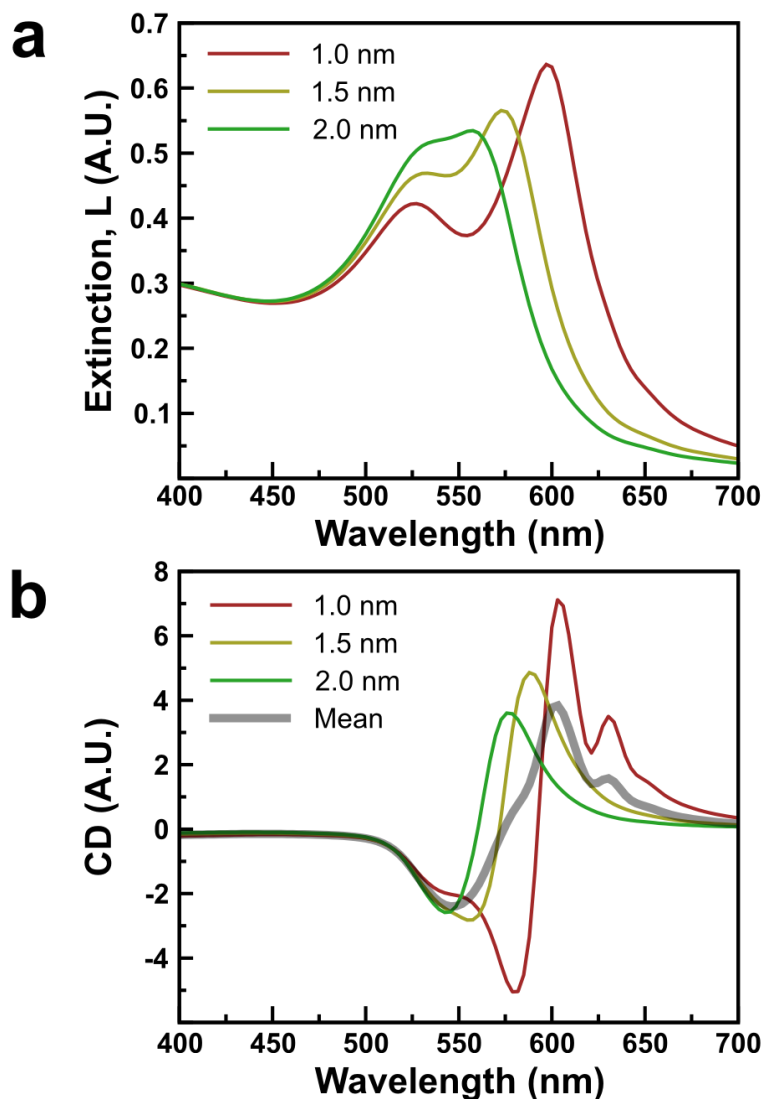 a
0.7
0.6
0.5
0.4
0.3
0.2
0.1
Extinction, L (A.U.)
1.0 nm
1.5 nm
2.0 nm
400 450 500 550 600 650 700
Wavelength (nm)
b
8
6
4
2
0
-2
-4
CD (A.U.)
1.0 nm
1.5 nm
2.0 nm
Mean
400 450 500 550 600 650 700
Wavelength (nm)